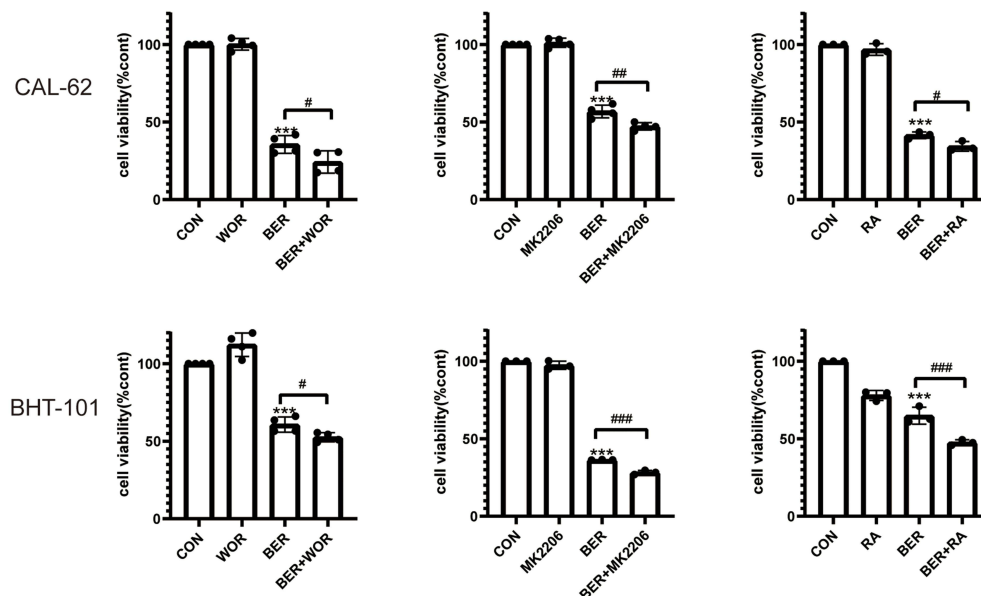 CAL-62
cell viability(%cont)
100
50
0
***
#
CON
WOR
BER
BER+WOR
cell viability(%cont)
100
50
0
***
##
CON
MK2206
BER
BER+MK2206
cell viability(%cont)
100
50
0
***
#
CON
RA
BER
BER+RA
BHT-101
cell viability(%cont)
100
50
0
***
#
CON
WOR
BER
BER+WOR
cell viability(%cont)
100
50
0
***
###
CON
MK2206
BER
BER+MK2206
cell viability(%cont)
100
50
0
***
###
CON
RA
BER
BER+RA